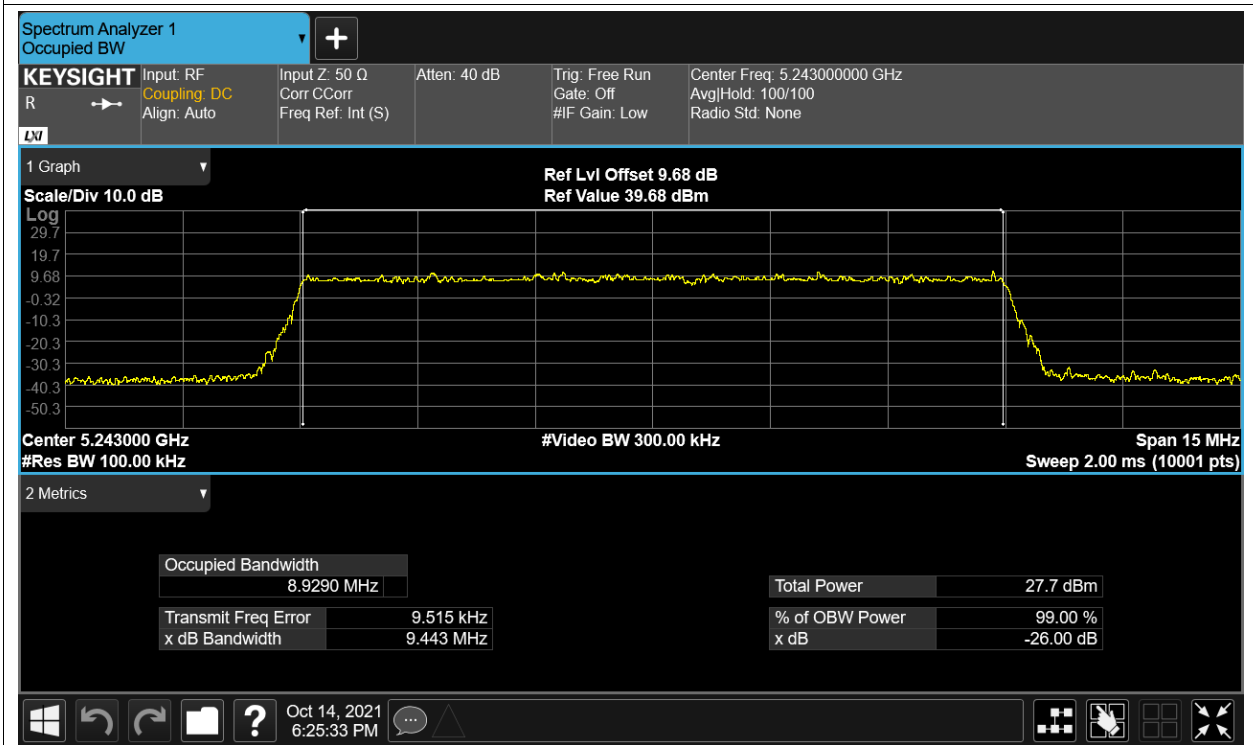 Spectrum Analyzer 1
Occupied BW
KEYSIGHT
R
LXI
Input: RF
Coupling: DC
Align: Auto
Input Z: 50 Ω
Corr CCorr
Freq Ref: Int (S)
Atten: 40 dB
Trig: Free Run
Gate: Off
#IF Gain: Low
Center Freq: 5.243000000 GHz
Avg|Hold: 100/100
Radio Std: None
1 Graph
Scale/Div 10.0 dB
Ref Lvl Offset 9.68 dB
Ref Value 39.68 dBm
Log
29.7
19.7
9.68
-0.32
-10.3
-20.3
-30.3
-40.3
-50.3
Center 5.243000 GHz
#Res BW 100.00 kHz
#Video BW 300.00 kHz
Span 15 MHz
Sweep 2.00 ms (10001 pts)
2 Metrics
Occupied Bandwidth
8.9290 MHz
Transmit Freq Error 9.515 kHz
x dB Bandwidth 9.443 MHz
Total Power 27.7 dBm
% of OBW Power 99.00 %
x dB -26.00 dB
?
Oct 14, 2021
6:25:33 PM